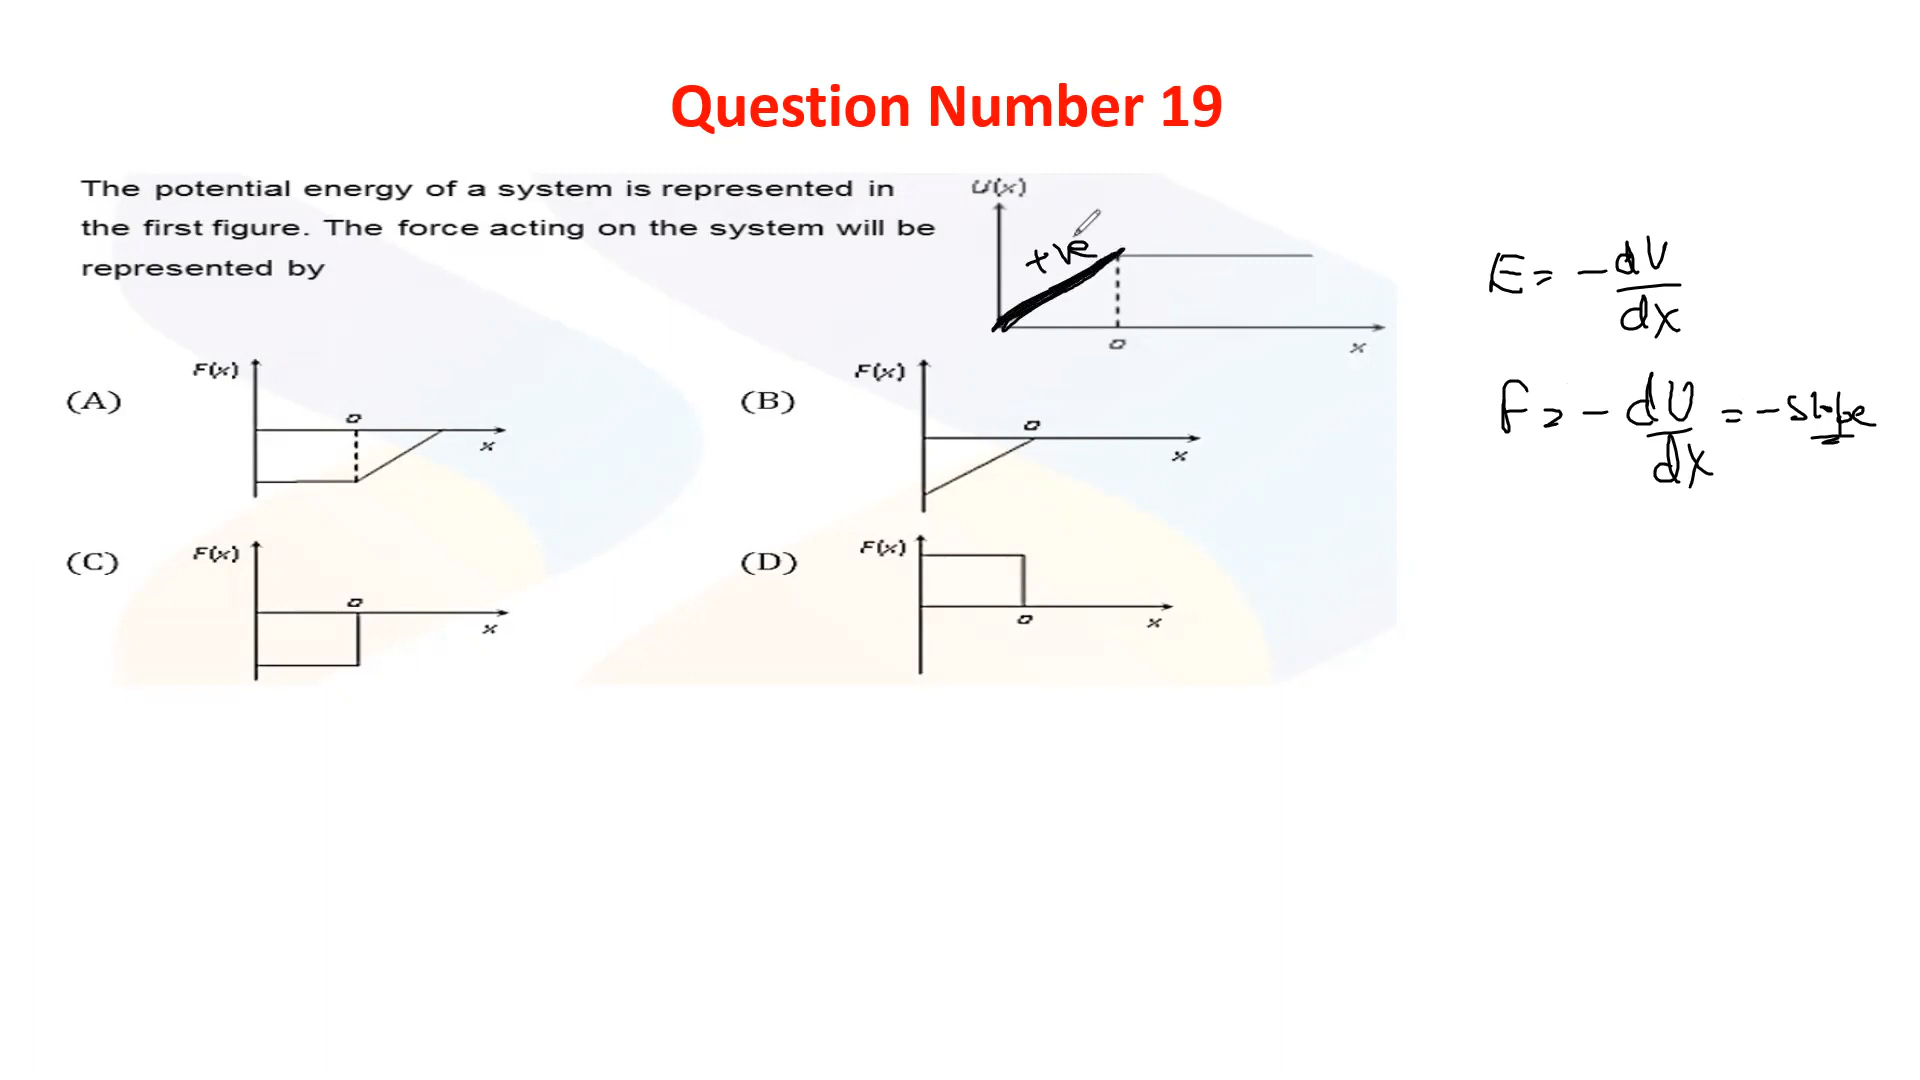 Question Number 19
The potential energy of a system is represented in
the first figure. The force acting on the system will be
represented by
U(x)
+ve
a
x
E = - dV/dx
F = - dU/dx = - slope
(A)
F(x)
a
x
(B)
F(x)
a
x
(C)
F(x)
a
x
(D)
F(x)
a
x